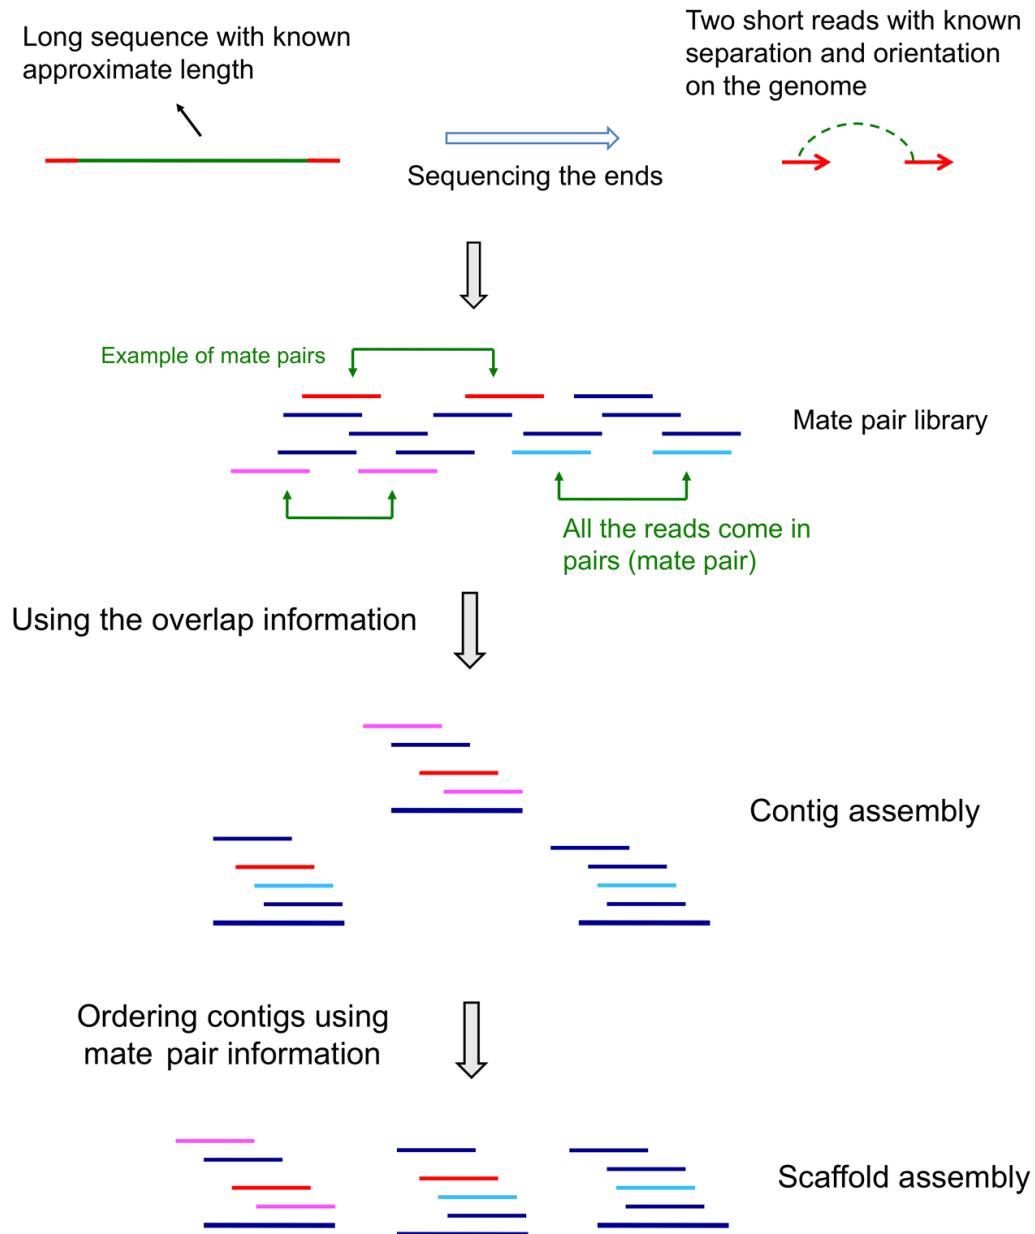 Long sequence with known
approximate length
Two short reads with known
separation and orientation
on the genome
Sequencing the ends
Example of mate pairs
Mate pair library
All the reads come in
pairs (mate pair)
Using the overlap information
Contig assembly
Ordering contigs using
mate pair information
Scaffold assembly